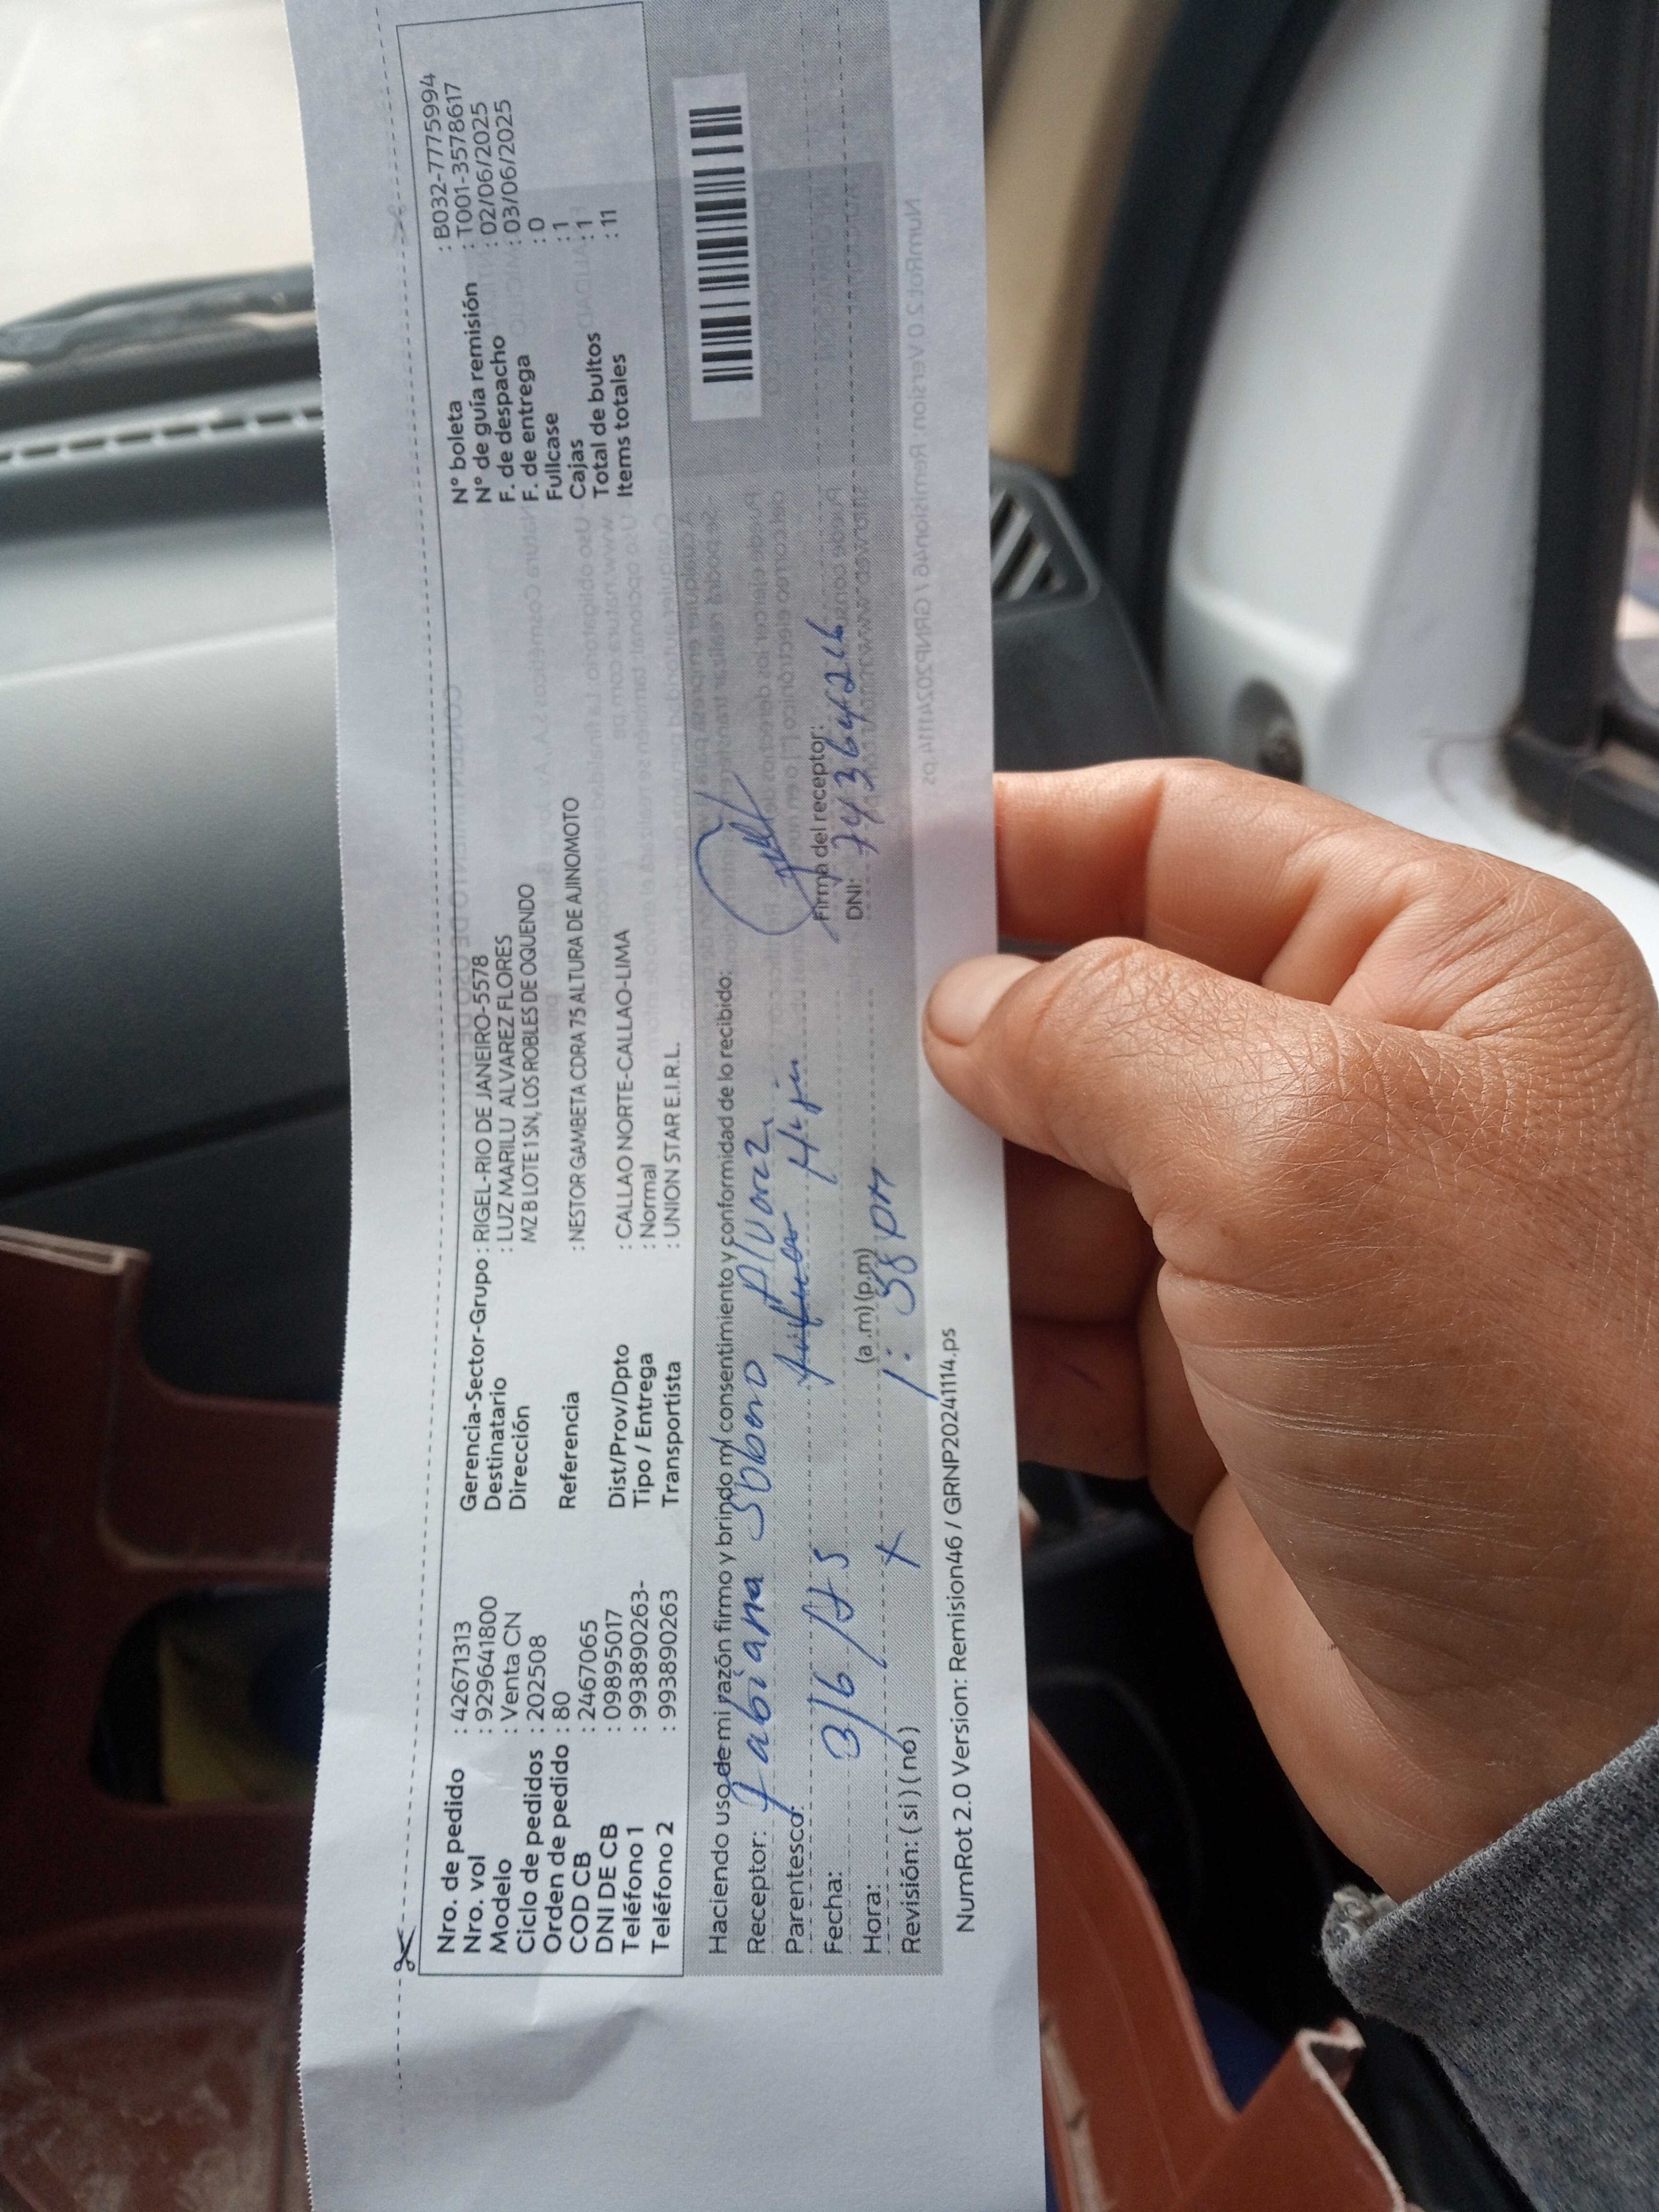 Nro. de pedido : 42671313
Nro. vol : 929641800
Modelo : Venta CN
Ciclo de pedidos : 202508
Orden de pedido : 80
COD CB : 2467065
DNI DE CB : 09895017
Teléfono 1 : 993890263-
Teléfono 2 : 993890263
Gerencia-Sector-Grupo : RIGEL-RIO DE JANEIRO-5578
Destinatario : LUZ MARILU ALVAREZ FLORES
Dirección MZ B LOTE 1 SN, LOS ROBLES DE OQUENDO
Referencia : NESTOR GAMBETA CDRA 75 ALTURA DE AJINOMOTO
Dist/Prov/Dpto : CALLAO NORTE-CALLAO-LIMA
Tipo / Entrega : Normal
Transportista : UNION STAR E.I.R.L.
N° boleta : B032-7775994
N° de guía remisión : T001-3578617
F. de despacho : 02/06/2025
F. de entrega : 03/06/2025
Fullcase : 0
Cajas : 1
Total de bultos : 1
Items totales : 11
Haciendo uso de mi razón firmo y brindo mi consentimiento y conformidad de lo recibido:
Receptor: Fabiana Sobero Alvarez
Parentesco:
Fecha: 3/6/25
Hora: (a.m) (p.m)
1:38 pm
Revisión: ( si ) ( no ) X
Firma del receptor:
DNI: 74364216
NumRot 2.0 Version: Remision46 / GRNP20241114.ps